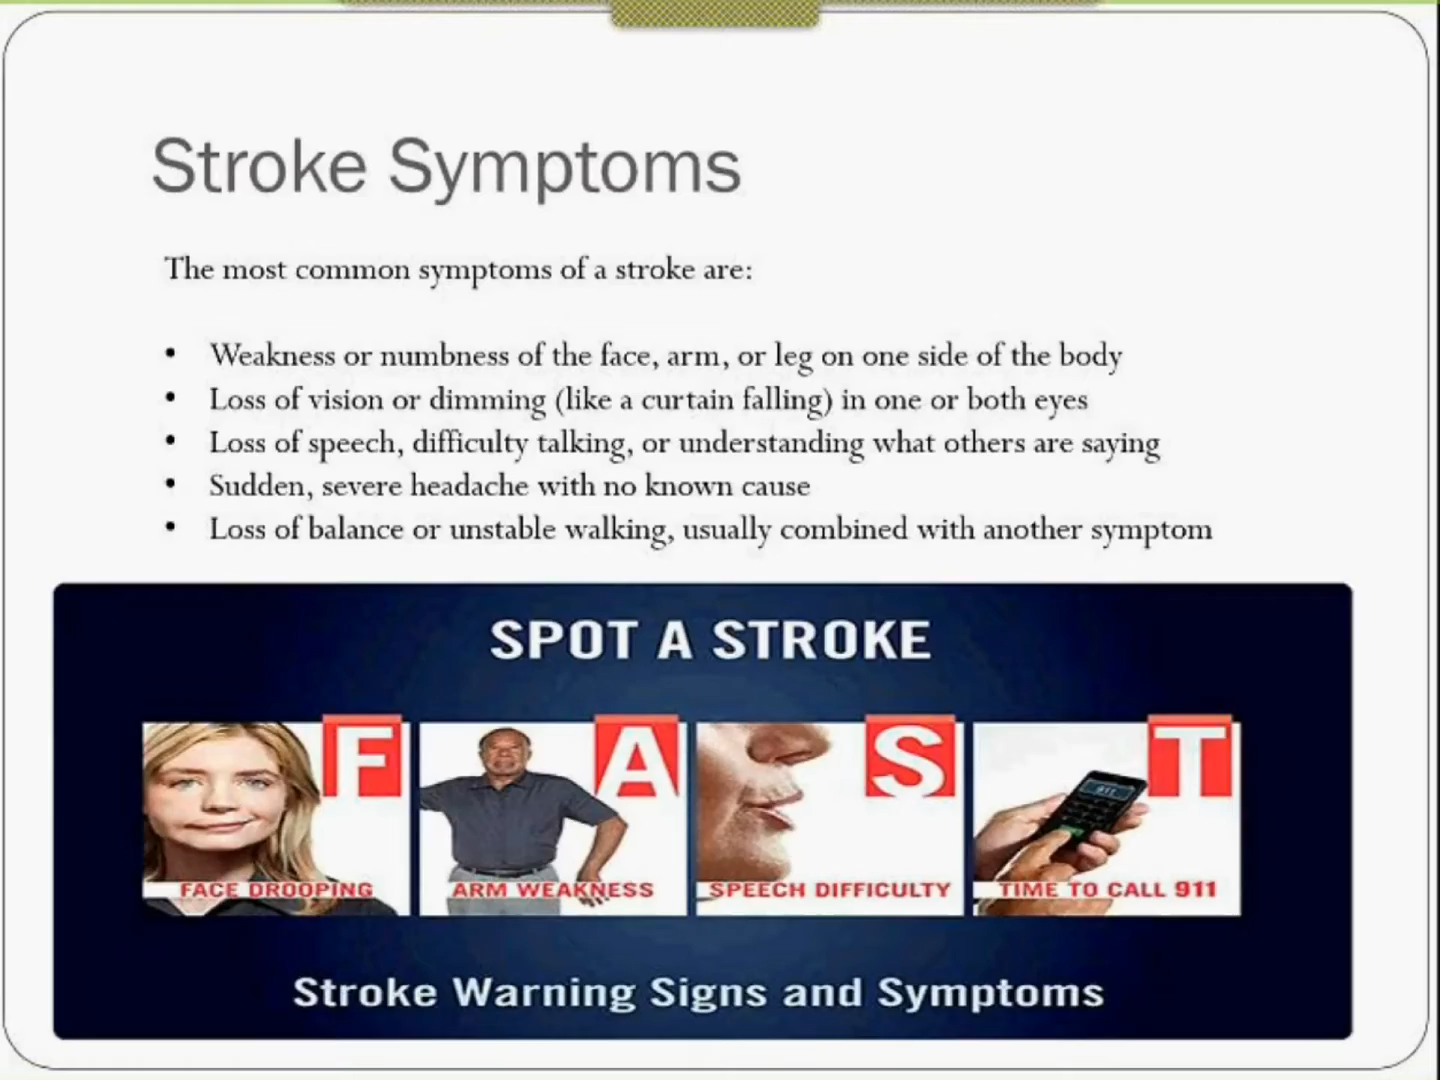 Stroke Symptoms
The most common symptoms of a stroke are:
• Weakness or numbness of the face, arm, or leg on one side of the body
• Loss of vision or dimming (like a curtain falling) in one or both eyes
• Loss of speech, difficulty talking, or understanding what others are saying
• Sudden, severe headache with no known cause
• Loss of balance or unstable walking, usually combined with another symptom
SPOT A STROKE
F A S T
911
FACE DROOPING ARM WEAKNESS SPEECH DIFFICULTY TIME TO CALL 911
Stroke Warning Signs and Symptoms